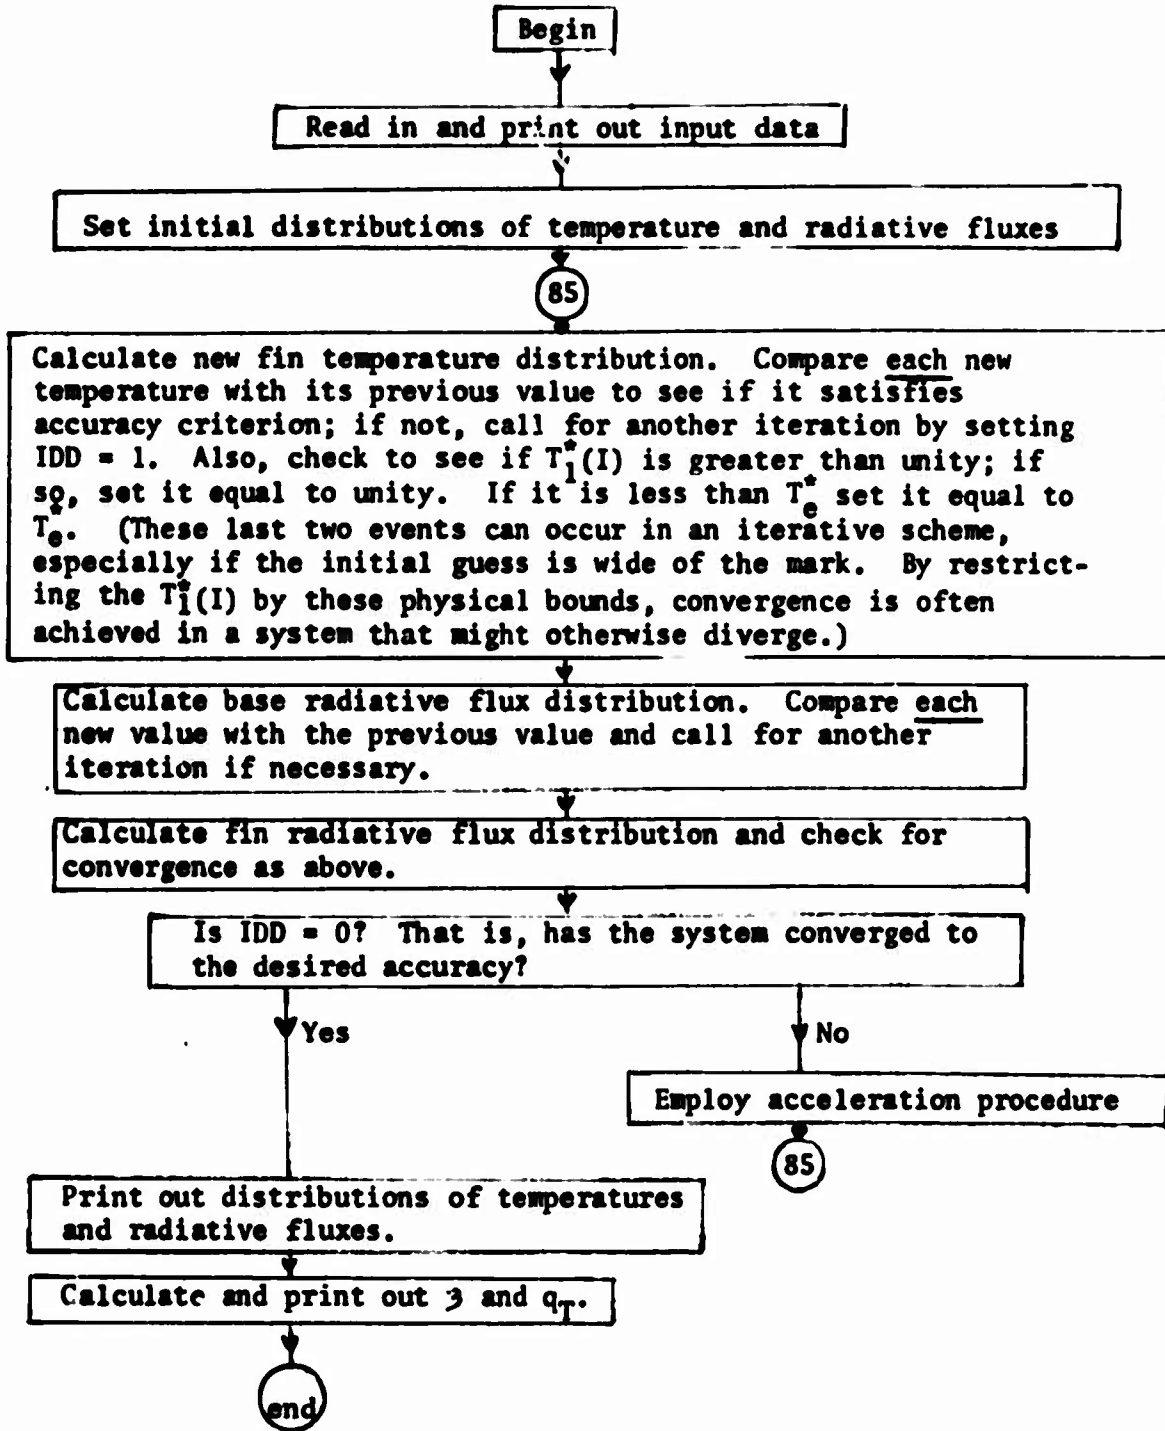 Begin
Read in and print out input data
Set initial distributions of temperature and radiative fluxes
85
Calculate new fin temperature distribution. Compare each new
temperature with its previous value to see if it satisfies
accuracy criterion; if not, call for another iteration by setting
IDD = 1. Also, check to see if T₁*(I) is greater than unity; if
so, set it equal to unity. If it is less than Tₑ* set it equal to
Tₑ*. (These last two events can occur in an iterative scheme,
especially if the initial guess is wide of the mark. By restrict-
ing the T₁*(I) by these physical bounds, convergence is often
achieved in a system that might otherwise diverge.)
Calculate base radiative flux distribution. Compare each
new value with the previous value and call for another
iteration if necessary.
Calculate fin radiative flux distribution and check for
convergence as above.
Is IDD = 0? That is, has the system converged to
the desired accuracy?
Yes
No
Employ acceleration procedure
85
Print out distributions of temperatures
and radiative fluxes.
Calculate and print out and q_T.
end